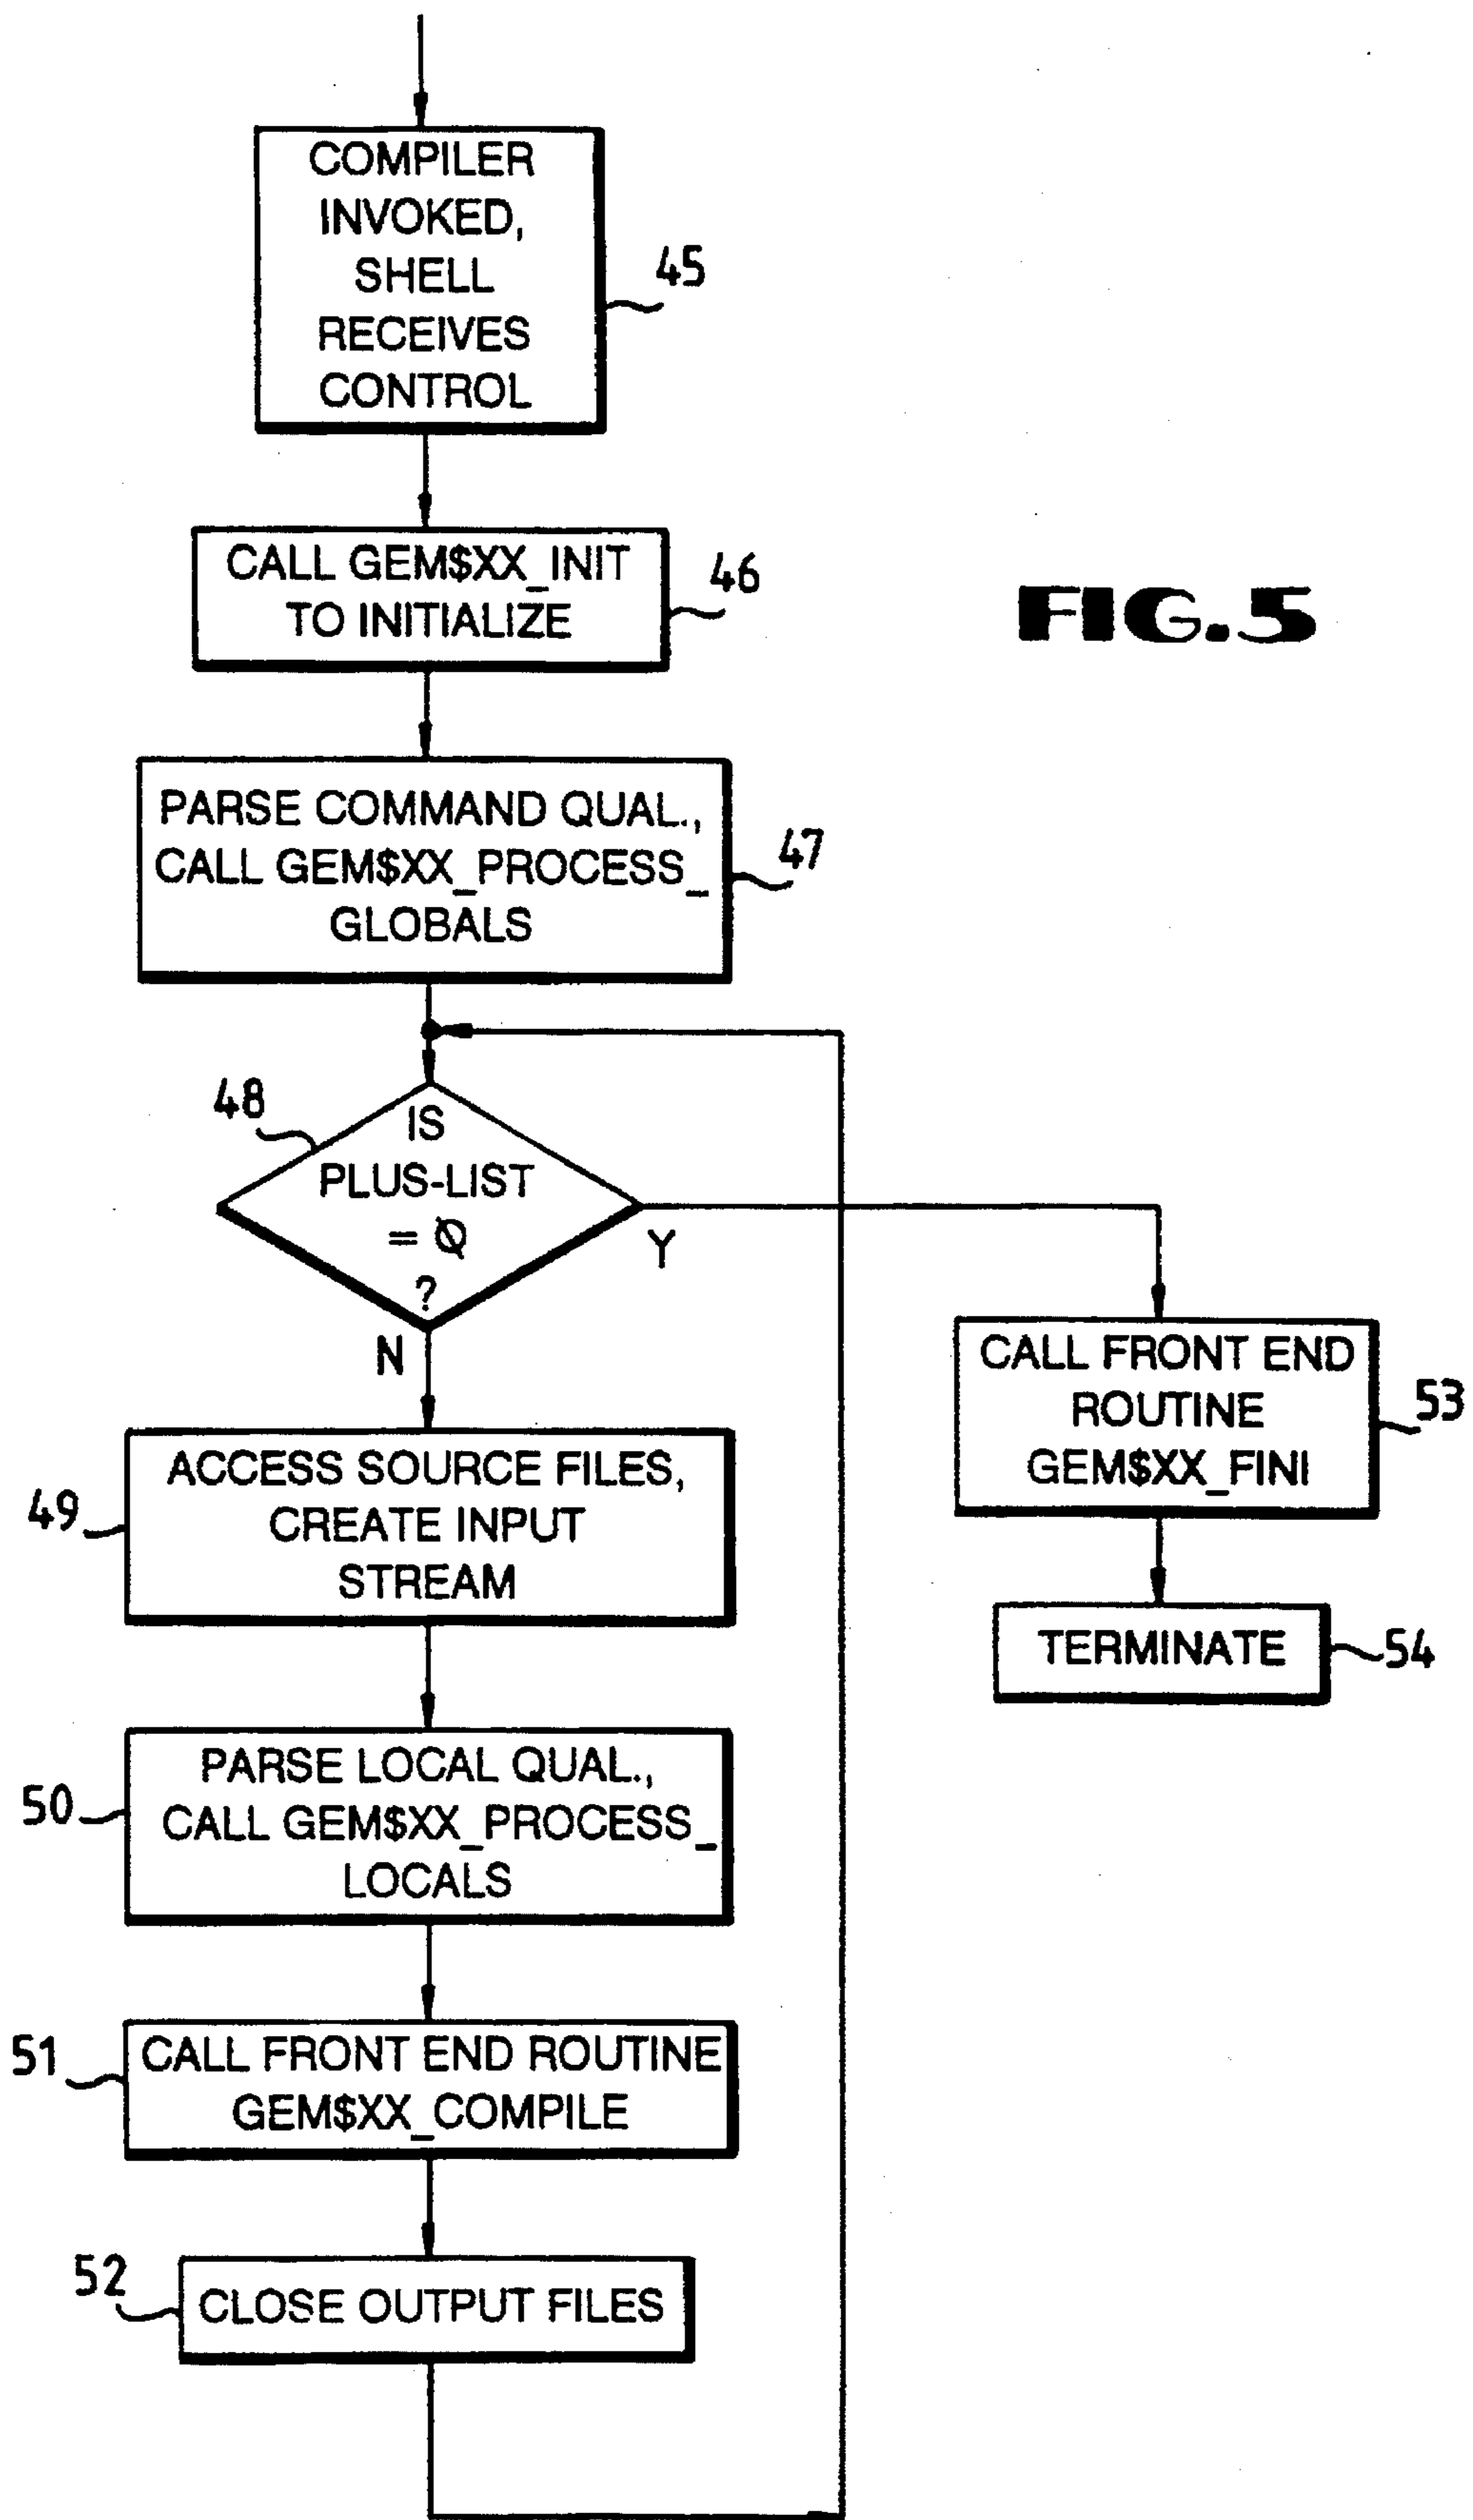 COMPILER
INVOKED,
SHELL
RECEIVES
CONTROL
45
CALL GEM$XX_INIT
TO INITIALIZE
46
FIG.5
PARSE COMMAND QUAL.,
CALL GEM$XX_PROCESS_
GLOBALS
47
48
IS
PLUS-LIST
= Ø
?
Y
N
ACCESS SOURCE FILES,
CREATE INPUT
STREAM
49
PARSE LOCAL QUAL.,
CALL GEM$XX_PROCESS_
LOCALS
50
CALL FRONT END ROUTINE
GEM$XX_COMPILE
51
CLOSE OUTPUT FILES
52
CALL FRONT END
ROUTINE
GEM$XX_FINI
53
TERMINATE
54